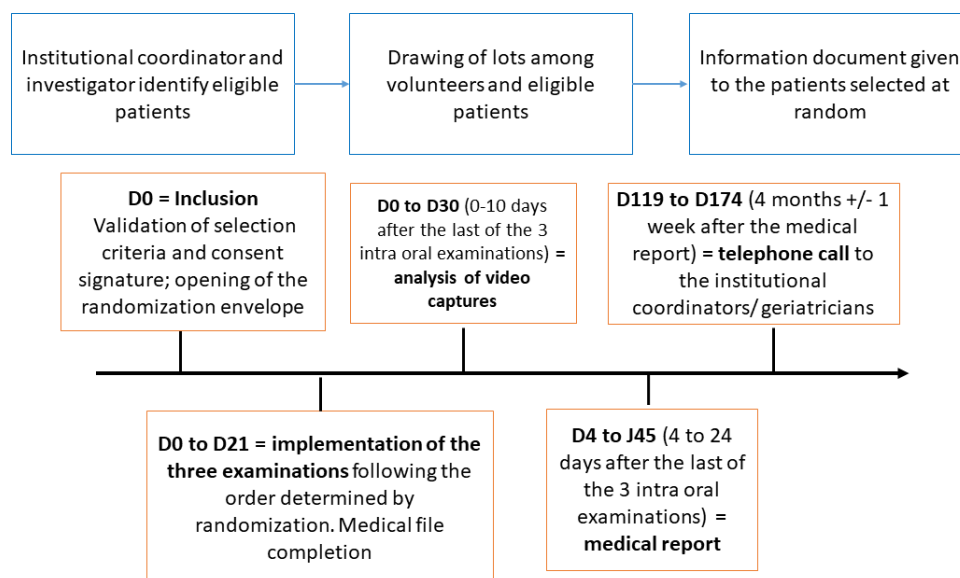 Institutional coordinator and
investigator identify eligible
patients
Drawing of lots among
volunteers and eligible
patients
Information document given
to the patients selected at
random
D0 = Inclusion
Validation of selection
criteria and consent
signature; opening of the
randomization envelope
D0 to D30 (0-10 days
after the last of the 3
intra oral examinations) =
analysis of video
captures
D119 to D174 (4 months +/- 1
week after the medical
report) = telephone call to
the institutional
coordinators/ geriatricians
D0 to D21 = implementation of the
three examinations following the
order determined by
randomization. Medical file
completion
D4 to J45 (4 to 24
days after the last of
the 3 intra oral
examinations) =
medical report